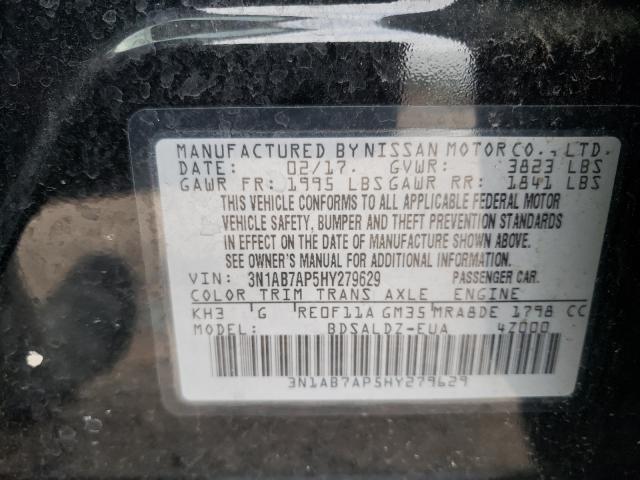 MANUFACTURED BY NISSAN MOTOR CO., LTD.
DATE: 02/17. GVWR: 3823 LBS
GAWR FR: 1995 LBS GAWR RR: 1841 LBS
THIS VEHICLE CONFORMS TO ALL APPLICABLE FEDERAL MOTOR
VEHICLE SAFETY, BUMPER AND THEFT PREVENTION STANDARDS
IN EFFECT ON THE DATE OF MANUFACTURE SHOWN ABOVE.
SEE OWNER'S MANUAL FOR ADDITIONAL INFORMATION.
VIN: 3N1AB7AP5HY279629 PASSENGER CAR.
COLOR TRIM TRANS AXLE ENGINE
KH3 G RE0F11A GM35 MRA8DE 1798 CC
MODEL: BDSALDZ-EUA 4Z000
3N1AB7AP5HY279629